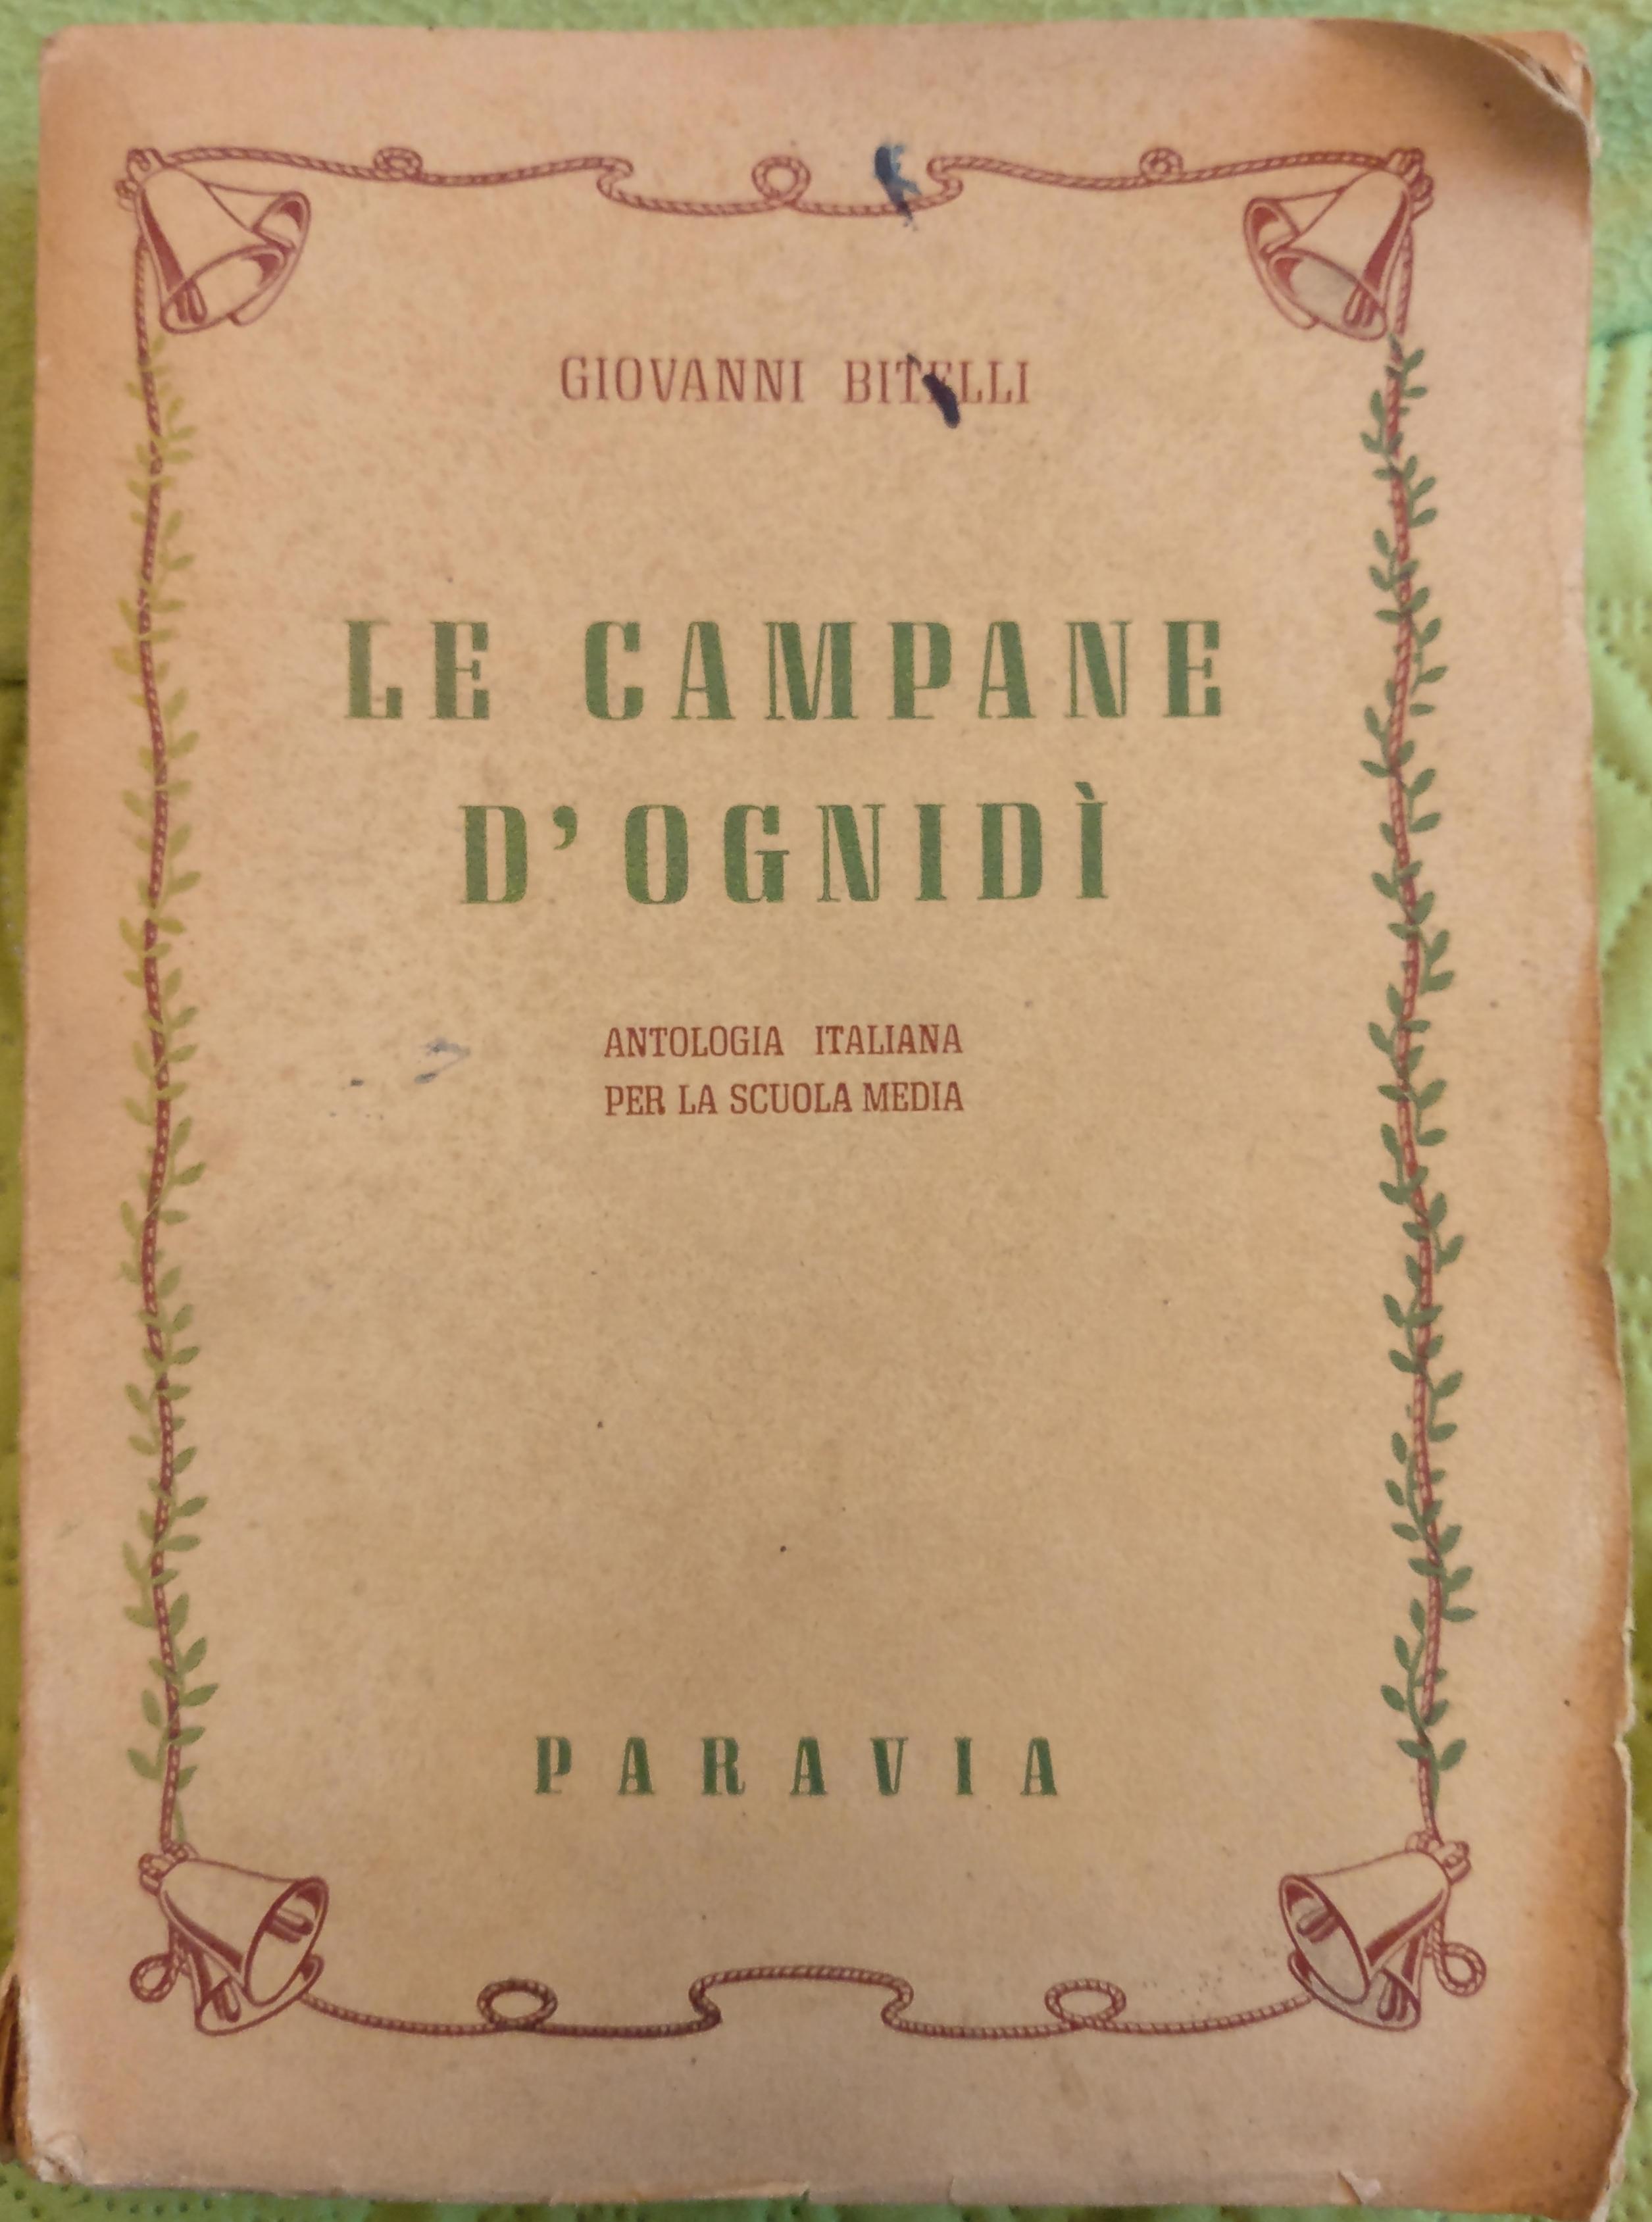 GIOVANNI BITELLI
LE CAMPANE
D'OGNIDÌ
ANTOLOGIA ITALIANA
PER LA SCUOLA MEDIA
PARAVIA